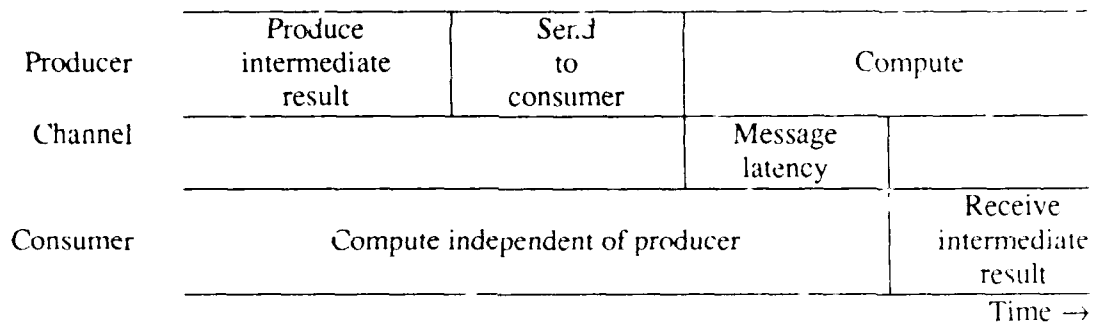 Producer
Produce
intermediate
result
Send
to
consumer
Compute
Channel
Message
latency
Consumer
Compute independent of producer
Receive
intermediate
result
Time →